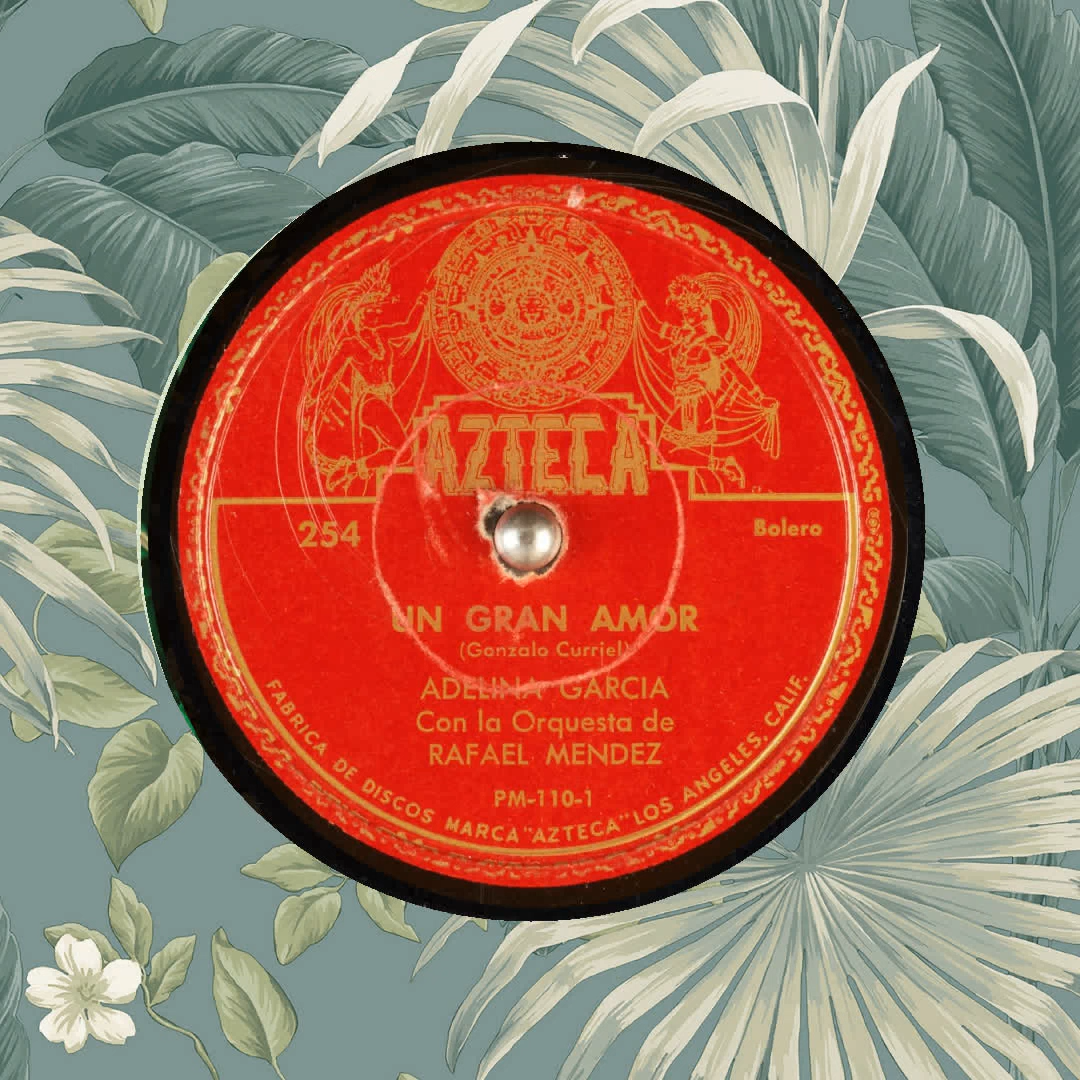 AZTECA
254
Bolero
UN GRAN AMOR
(Gonzalo Curriel)
ADELINA GARCIA
Con la Orquesta de
RAFAEL MENDEZ
PM-110-1
FABRICA DE DISCOS MARCA "AZTECA" LOS ANGELES, CALIF.